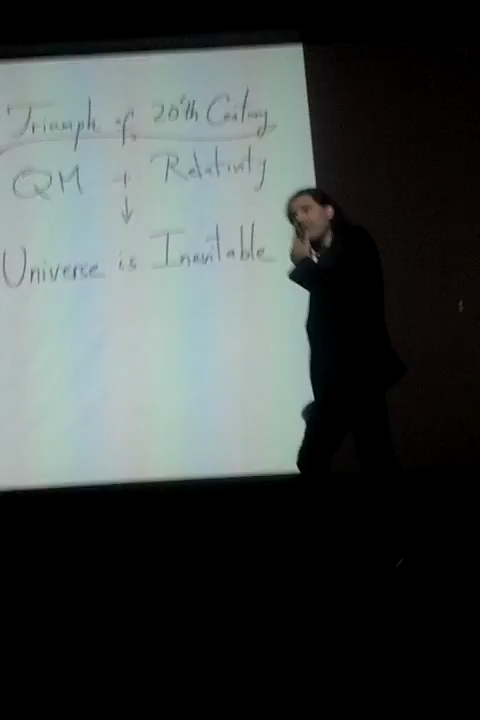 Triumph of 20th Century
QM + Relativity
↓
Universe is Inevitable